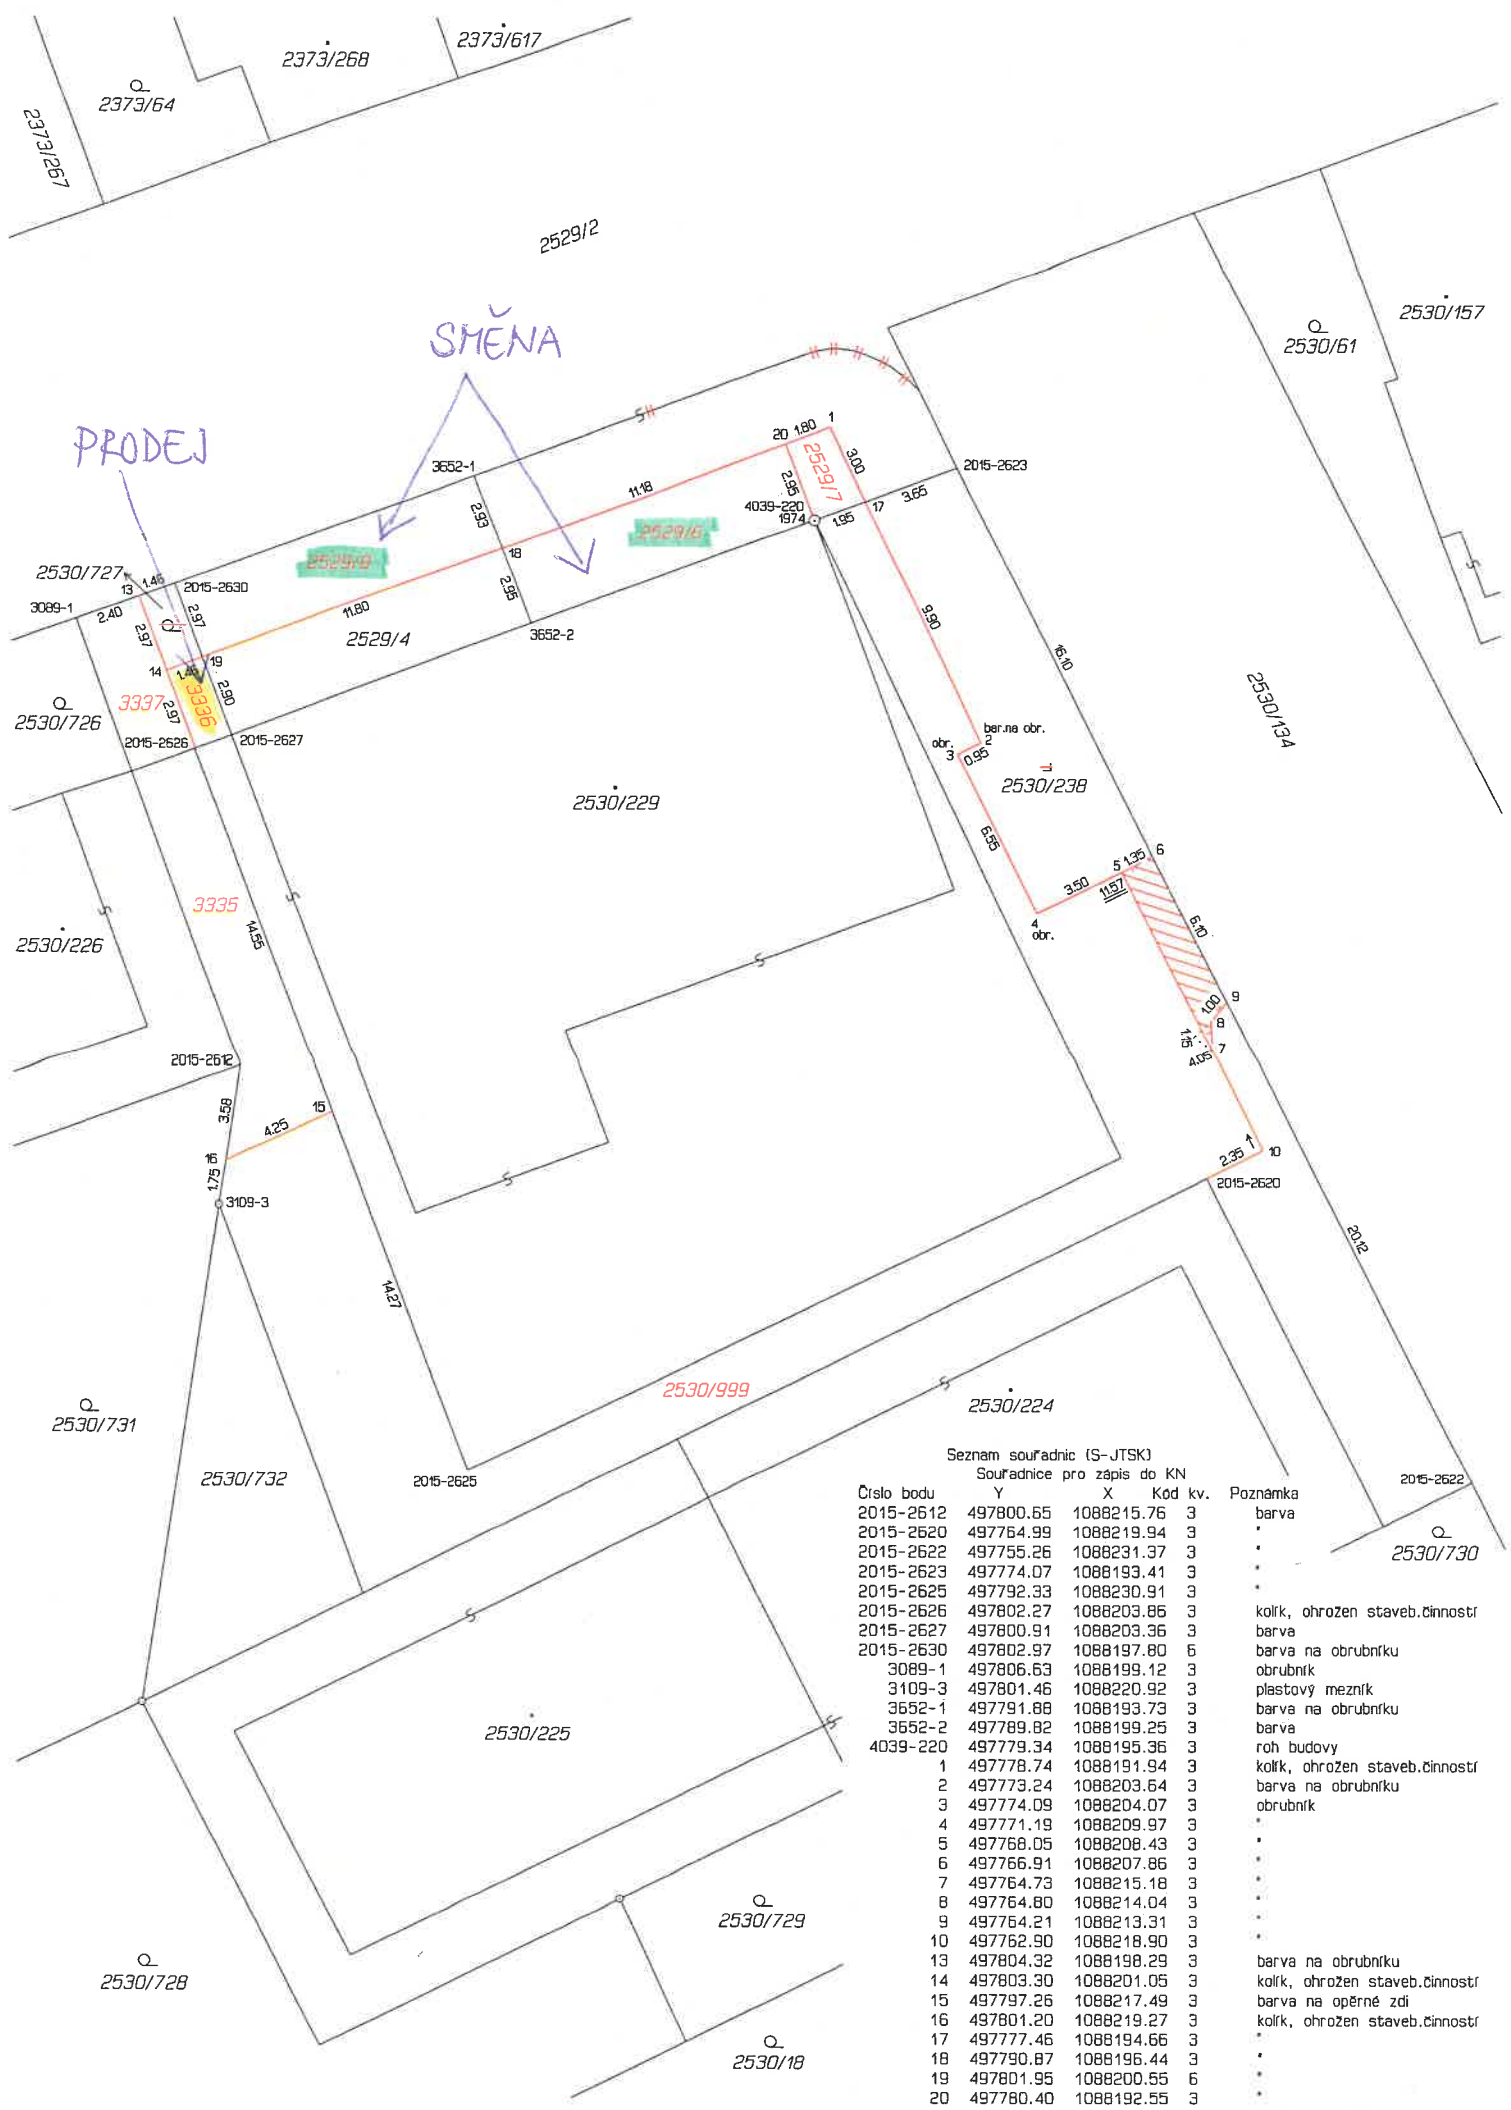 2373/617
2373/268
2373/64
2373/267
2529/2
2530/157
2530/61
SMĚNA
PRODEJ
1
20 1.80
3652-1
2529/7
3.00
2015-2623
11.18
2.95
2.93
4039-220
1974
1.95
17
3.65
2529/6
18
2530/727
1.46
2015-2630
13
3089-1
2.40
2.97
2.97
11.80
2.95
3652-2
2529/4
9.90
16.10
14
1.46
19
2.90
3336
3337
2.97
2530/726
2015-2626
2015-2627
2530/134
bar.na obr.
obr.
2
3
0.95
2530/238
2530/229
6.55
6
5 1.35
3.50
11.57
4
obr.
3335
14.55
6.10
2530/226
9
1.00
8
1.15
7
4.05
2015-2612
3.58
15
4.25
16
1.75
3109-3
10
2.35
2015-2620
20.12
14.27
2530/999
2530/224
2530/731
2530/732
2015-2625
2015-2622
2530/730
Seznam souřadnic (S-JTSK)
Souřadnice pro zápis do KN
Číslo bodu Y X Kód kv. Poznámka
2015-2612 497800.65 1088215.76 3 barva
2015-2620 497764.99 1088219.94 3 "
2015-2622 497755.26 1088231.37 3 "
2015-2623 497774.07 1088193.41 3 "
2015-2625 497792.33 1088230.91 3 "
2015-2626 497802.27 1088203.86 3 kolík, ohrožen staveb.činností
2015-2627 497800.91 1088203.36 3 barva
2015-2630 497802.97 1088197.80 6 barva na obrubníku
3089-1 497806.63 1088199.12 3 obrubník
3109-3 497801.46 1088220.92 3 plastový mezník
3652-1 497791.88 1088193.73 3 barva na obrubníku
3652-2 497789.82 1088199.25 3 barva
4039-220 497779.34 1088195.36 3 roh budovy
1 497778.74 1088191.94 3 kolík, ohrožen staveb.činností
2 497773.24 1088203.64 3 barva na obrubníku
3 497774.09 1088204.07 3 obrubník
4 497771.19 1088209.97 3 "
5 497768.05 1088208.43 3 "
6 497766.91 1088207.86 3 "
7 497764.73 1088215.18 3 "
8 497764.80 1088214.04 3 "
9 497764.21 1088213.31 3 "
10 497762.90 1088218.90 3 "
13 497804.32 1088198.29 3 barva na obrubníku
14 497803.30 1088201.05 3 kolík, ohrožen staveb.činností
15 497797.26 1088217.49 3 barva na opěrné zdi
16 497801.20 1088219.27 3 kolík, ohrožen staveb.činností
17 497777.46 1088194.66 3 "
18 497790.87 1088196.44 3 "
19 497801.95 1088200.55 6 "
20 497780.40 1088192.55 3 "
2530/225
2530/729
2530/728
2530/18